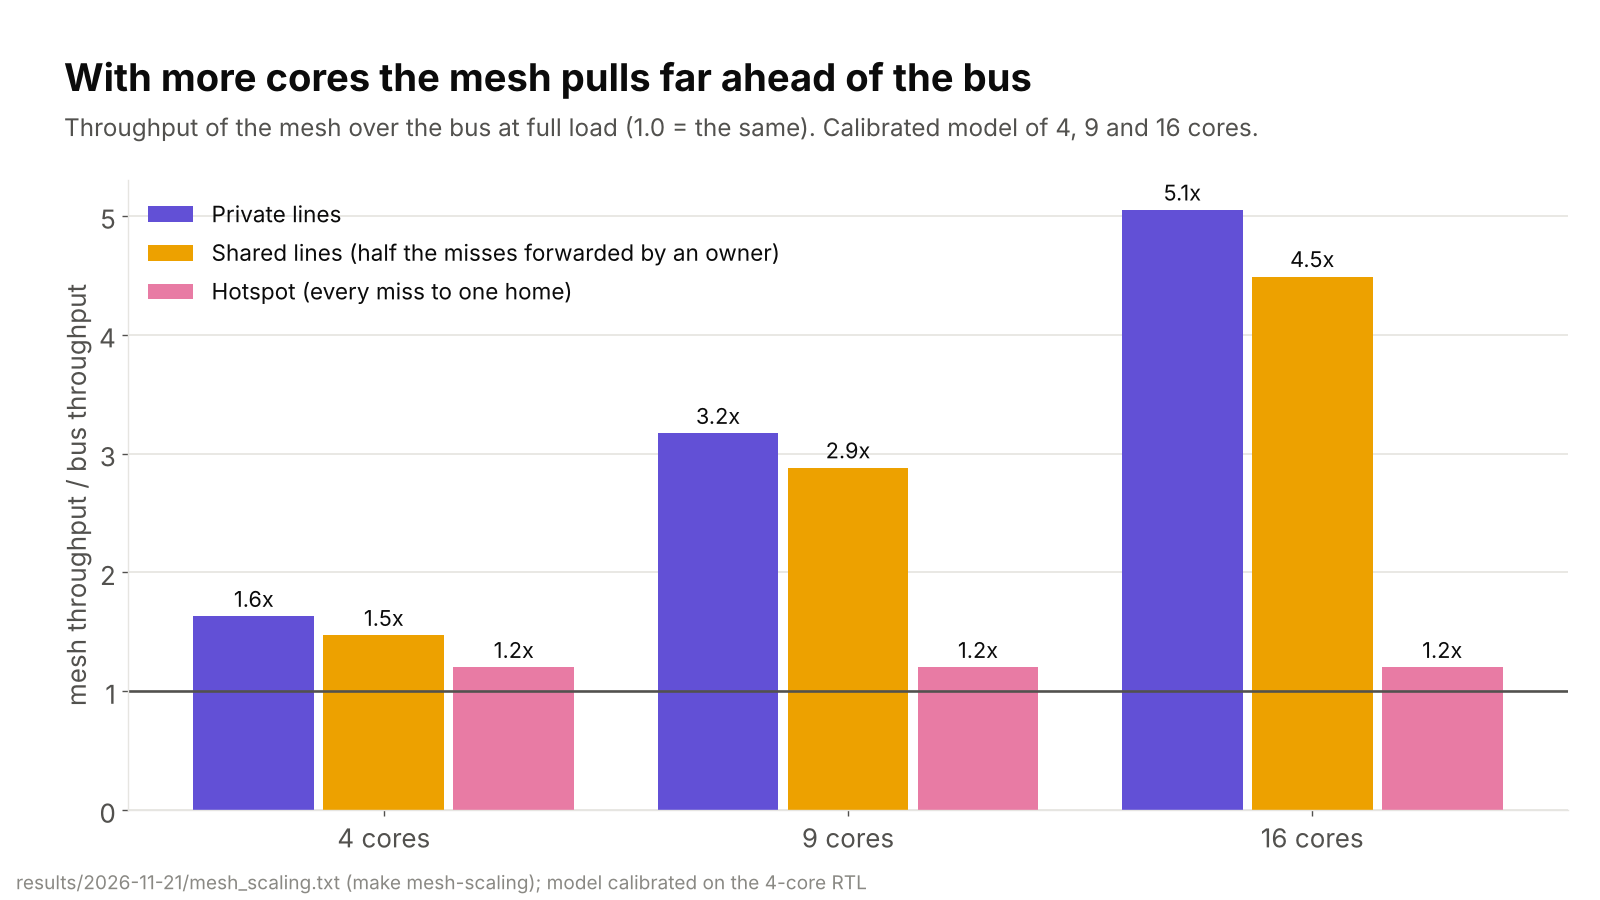 With more cores the mesh pulls far ahead of the bus
Throughput of the mesh over the bus at full load (1.0 = the same). Calibrated model of 4, 9 and 16 cores.
mesh throughput / bus throughput
5
4
3
2
1
0
Private lines
Shared lines (half the misses forwarded by an owner)
Hotspot (every miss to one home)
1.6x
1.5x
1.2x
3.2x
2.9x
1.2x
5.1x
4.5x
1.2x
4 cores
9 cores
16 cores
results/2026-11-21/mesh_scaling.txt (make mesh-scaling); model calibrated on the 4-core RTL